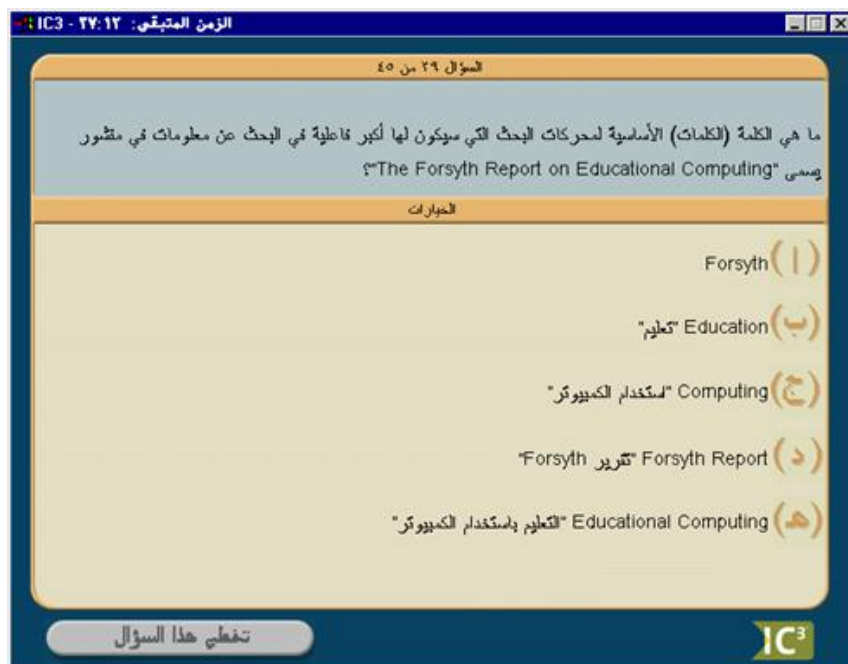 IC3 - ٣٧:١٢ الزمن المتبقي:
السؤال ٢٩ من ٤٥
ما هي الكلمة (الكلمات) الأساسية لمحركات البحث التي سيكون لها أكبر فاعلية في البحث عن معلومات في منشور
يسمى "The Forsyth Report on Educational Computing"؟
الخيارات
(ا) Forsyth
(ب) Education "تعليم"
(ج) Computing "استخدام الكمبيوتر"
(د) Forsyth Report "تقرير Forsyth"
(هـ) Educational Computing "التعليم باستخدام الكمبيوتر"
تخطي هذا السؤال
IC³